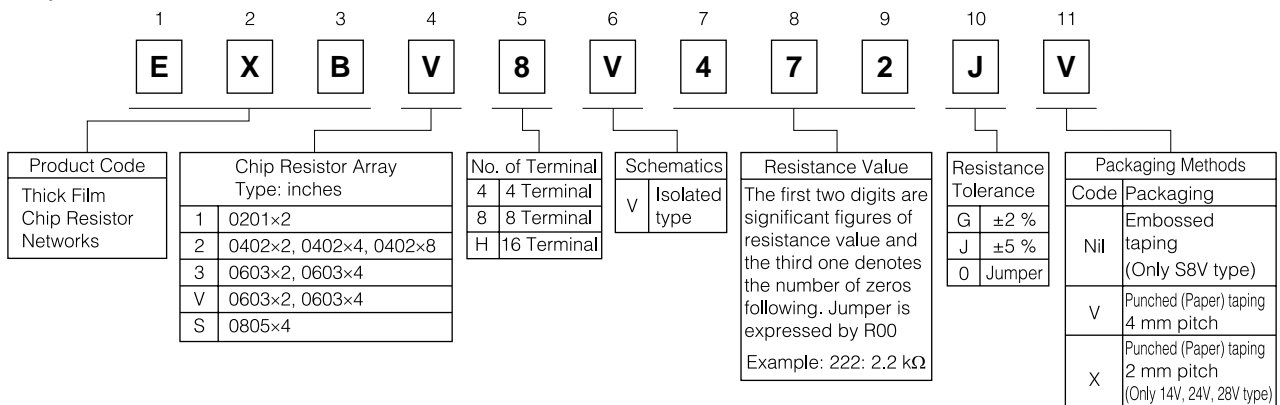 1 2 3 4 5 6 7 8 9 10 11
E X B V 8 V 4 7 2 J V
Product Code
Thick Film
Chip Resistor
Networks
Chip Resistor Array
Type: inches
1 0201×2
2 0402×2, 0402×4, 0402×8
3 0603×2, 0603×4
V 0603×2, 0603×4
S 0805×4
No. of Terminal
4 4 Terminal
8 8 Terminal
H 16 Terminal
Schematics
V Isolated
type
Resistance Value
The first two digits are
significant figures of
resistance value and
the third one denotes
the number of zeros
following. Jumper is
expressed by R00
Example: 222: 2.2 kΩ
Resistance
Tolerance
G ±2 %
J ±5 %
0 Jumper
Packaging Methods
Code Packaging
Nil Embossed
taping
(Only S8V type)
V Punched (Paper) taping
4 mm pitch
X Punched (Paper) taping
2 mm pitch
(Only 14V, 24V, 28V type)